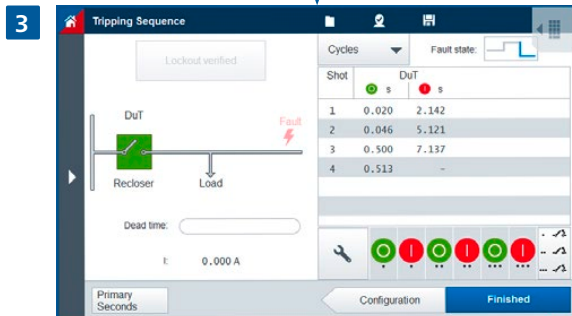 3
Tripping Sequence
Lockout verified
Cycles
Fault state:
Shot DuT
s s
1 0.020 2.142
2 0.046 5.121
3 0.500 7.137
4 0.513 -
DuT
Fault
Recloser
Load
Dead time:
I: 0.000 A
Primary
Seconds
Configuration
Finished